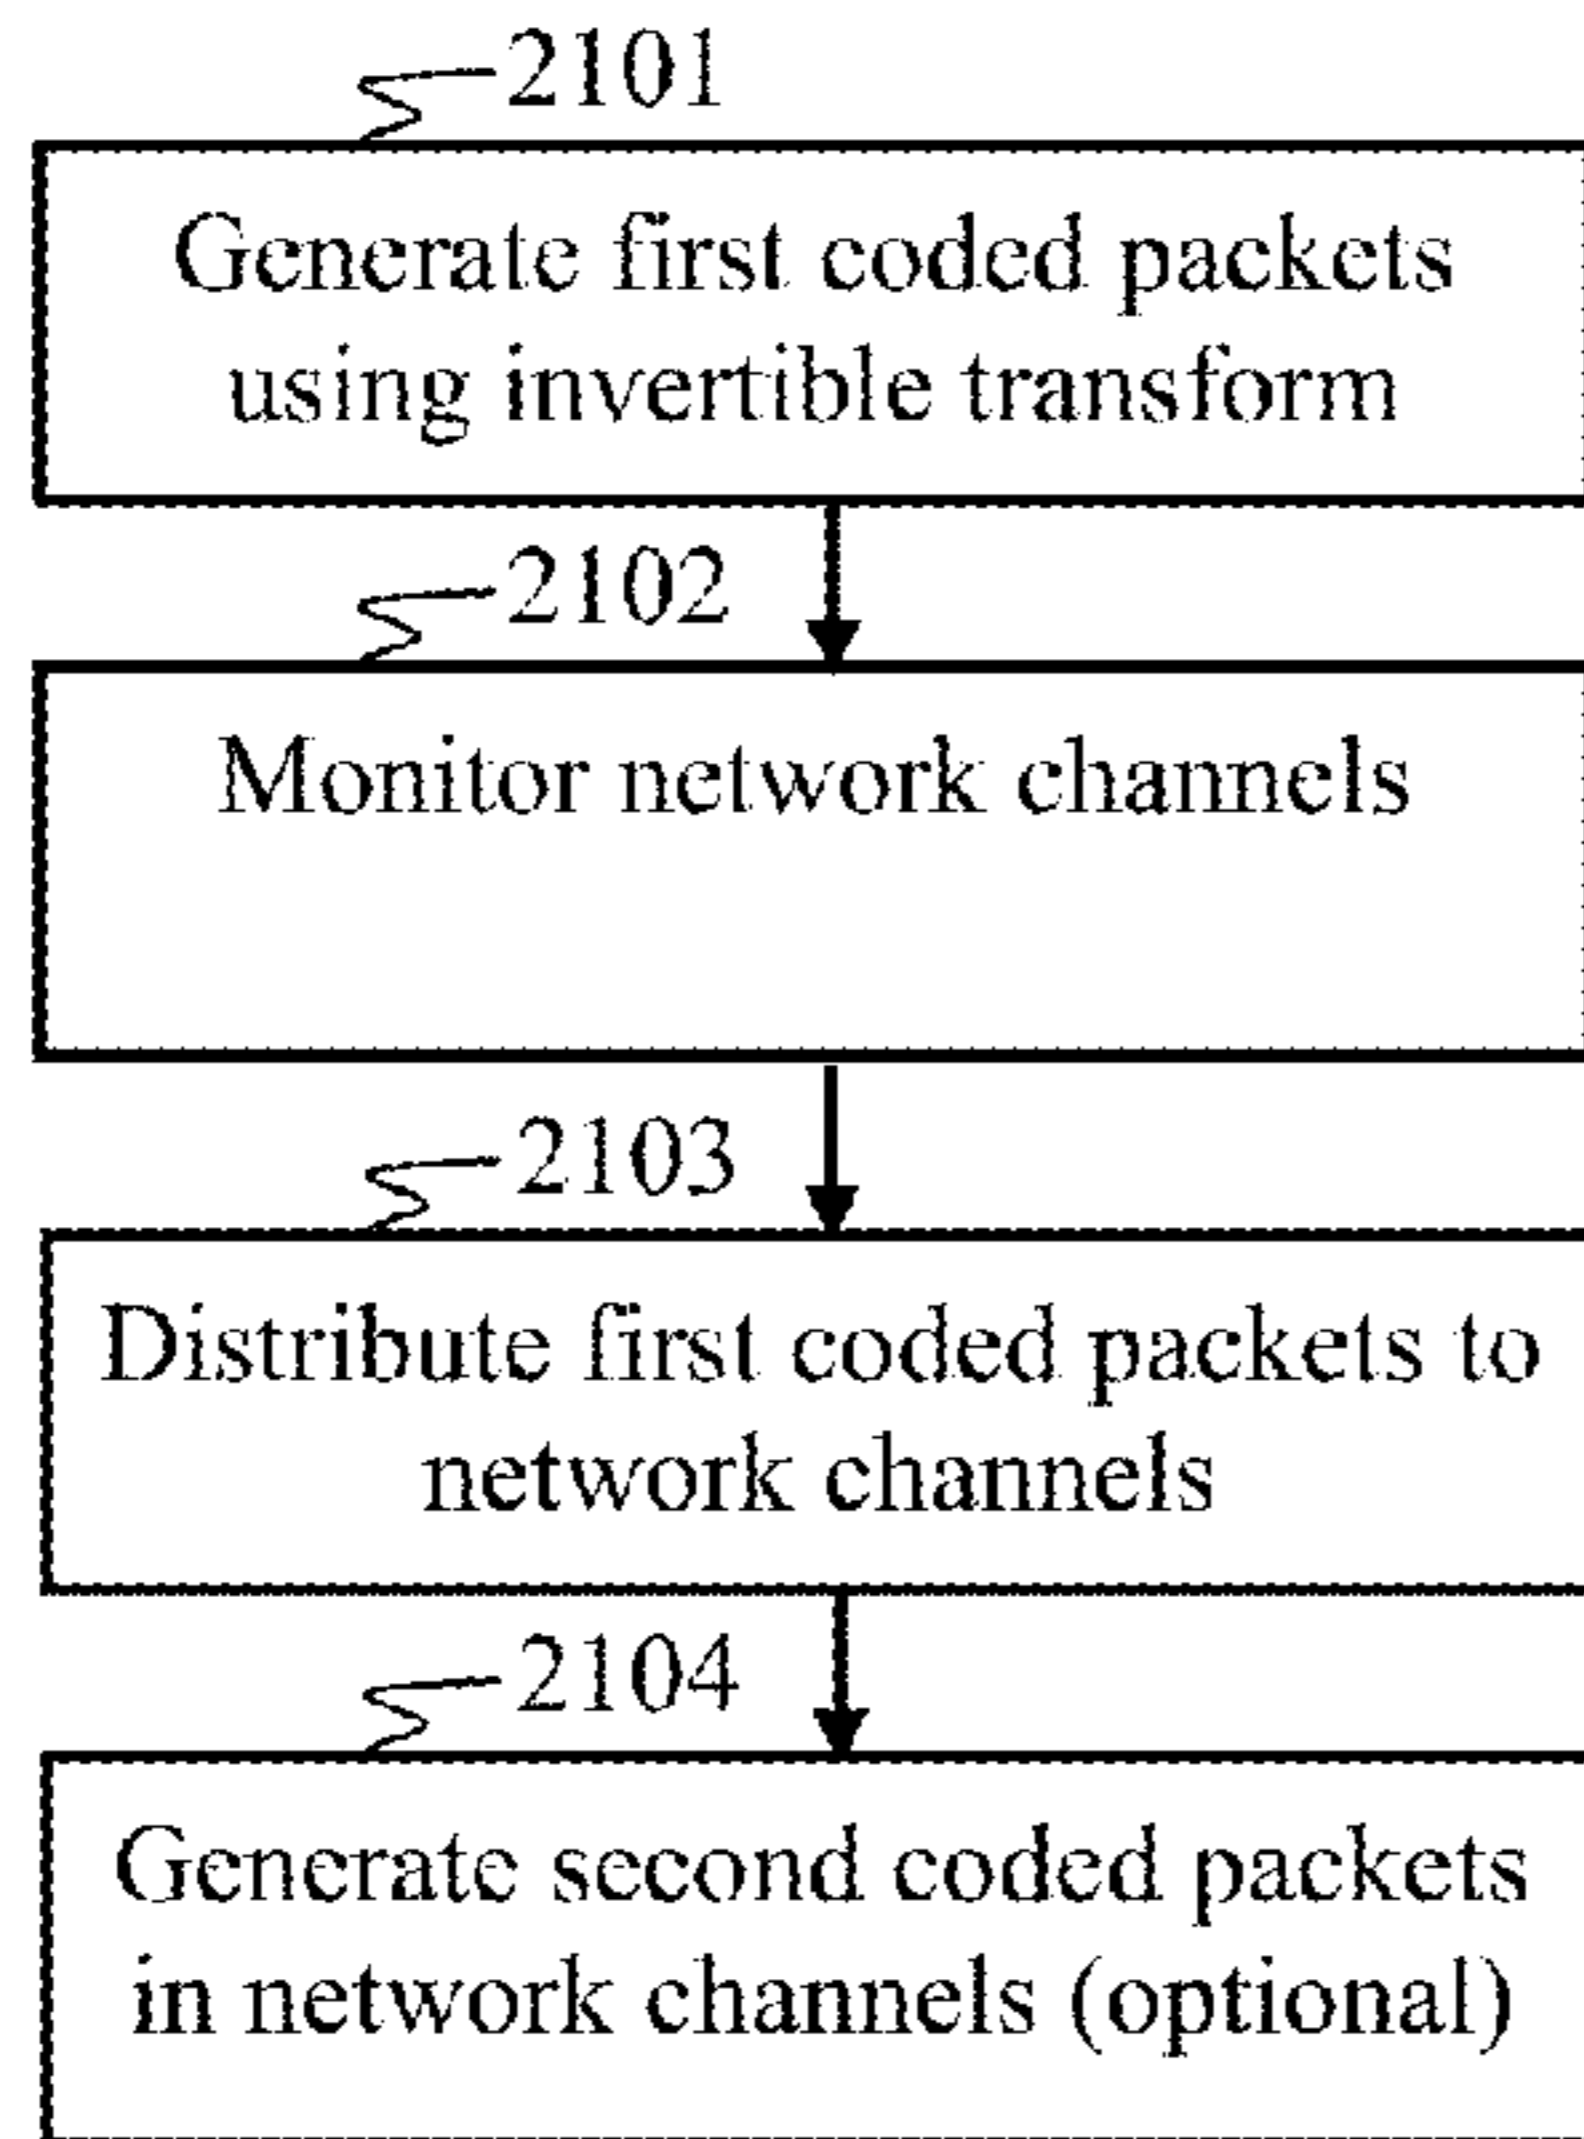 2101
Generate first coded packets
using invertible transform
2102
Monitor network channels
2103
Distribute first coded packets to
network channels
2104
Generate second coded packets
in network channels (optional)